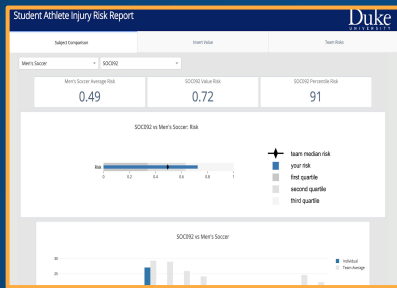 Student Athlete Injury Risk Report
Duke
UNIVERSITY
Subject Comparison
Insert Value
Team Risks
Men's Soccer
SOC092
Men's Soccer Average Risk
0.49
SOC092 Value Risk
0.72
SOC092 Percentile Risk
91
SOC092 vs Men's Soccer: Risk
Risk
0 0.2 0.4 0.6 0.8 1
team median risk
your risk
first quartile
second quartile
third quartile
SOC092 vs Men's Soccer
30
25
Individual
Team Average